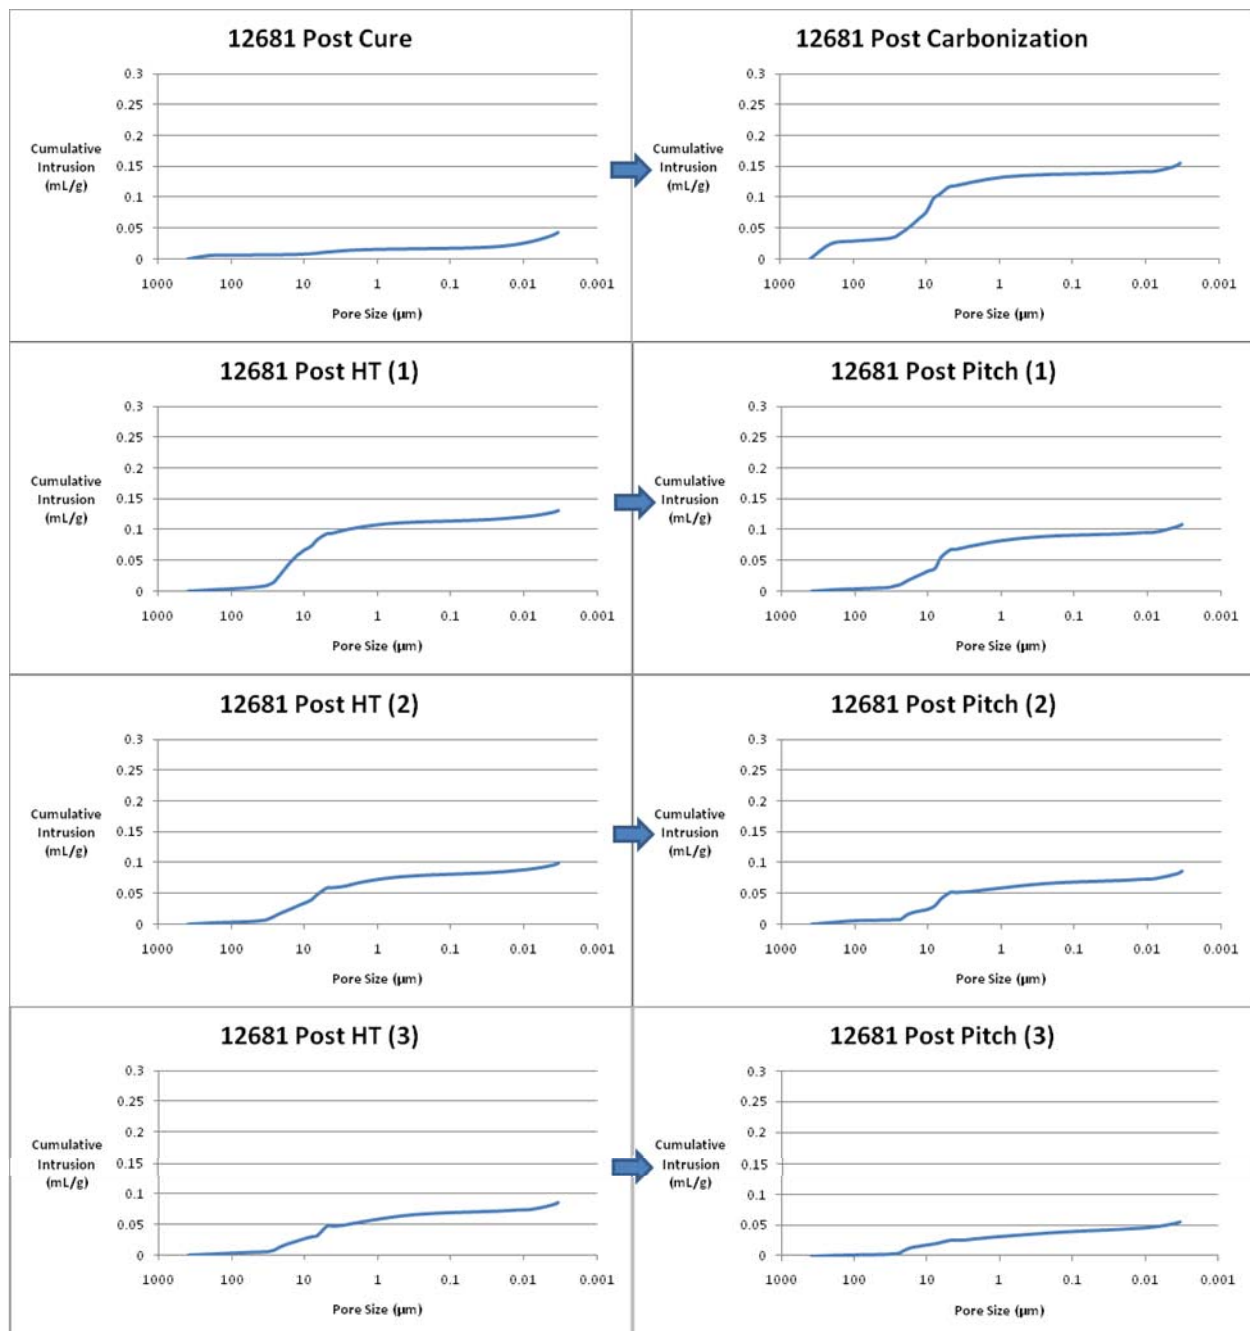 12681 Post Cure
0.3
0.25
0.2
Cumulative
0.15
Intrusion
(mL/g)
0.1
0.05
0
1000 100 10 1 0.1 0.01 0.001
Pore Size (µm)
12681 Post Carbonization
0.3
0.25
0.2
Cumulative
0.15
Intrusion
(mL/g)
0.1
0.05
0
1000 100 10 1 0.1 0.01 0.001
Pore Size (µm)
12681 Post HT (1)
0.3
0.25
0.2
Cumulative
0.15
Intrusion
(mL/g)
0.1
0.05
0
1000 100 10 1 0.1 0.01 0.001
Pore Size (µm)
12681 Post Pitch (1)
0.3
0.25
0.2
Cumulative
0.15
Intrusion
(mL/g)
0.1
0.05
0
1000 100 10 1 0.1 0.01 0.001
Pore Size (µm)
12681 Post HT (2)
0.3
0.25
0.2
Cumulative
0.15
Intrusion
(mL/g)
0.1
0.05
0
1000 100 10 1 0.1 0.01 0.001
Pore Size (µm)
12681 Post Pitch (2)
0.3
0.25
0.2
Cumulative
0.15
Intrusion
(mL/g)
0.1
0.05
0
1000 100 10 1 0.1 0.01 0.001
Pore Size (µm)
12681 Post HT (3)
0.3
0.25
0.2
Cumulative
0.15
Intrusion
(mL/g)
0.1
0.05
0
1000 100 10 1 0.1 0.01 0.001
Pore Size (µm)
12681 Post Pitch (3)
0.3
0.25
0.2
Cumulative
0.15
Intrusion
(mL/g)
0.1
0.05
0
1000 100 10 1 0.1 0.01 0.001
Pore Size (µm)